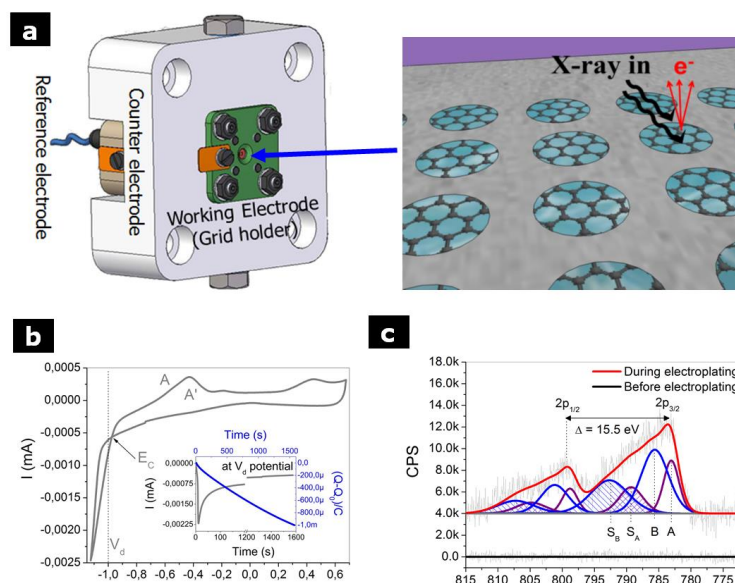 a
Reference electrode
Counter electrode
Working Electrode
(Grid holder)
X-ray in
e-
b
0,0005
0,0000
-0,0005
-0,0010
-0,0015
-0,0020
-0,0025
I (mA)
A
A'
E_C
V_d
-1,0 -0,8 -0,6 -0,4 -0,2 0,0 0,2 0,4 0,6
Time (s)
0 500 1000 1500
at V_d potential
0,00000
-0,00075
-0,00150
-0,00225
I (mA)
0,0
-200,0µ
-400,0µ
-600,0µ
-800,0µ
-1,0m
(Q-Q_0)/C
0 400 800 1200 1600
Time (s)
c
18.0k
16.0k
14.0k
12.0k
10.0k
8.0k
6.0k
4.0k
2.0k
0.0
CPS
During electroplating
Before electroplating
2p1/2
2p3/2
Δ = 15.5 eV
S_B S_A B A
815 800 790 785 775